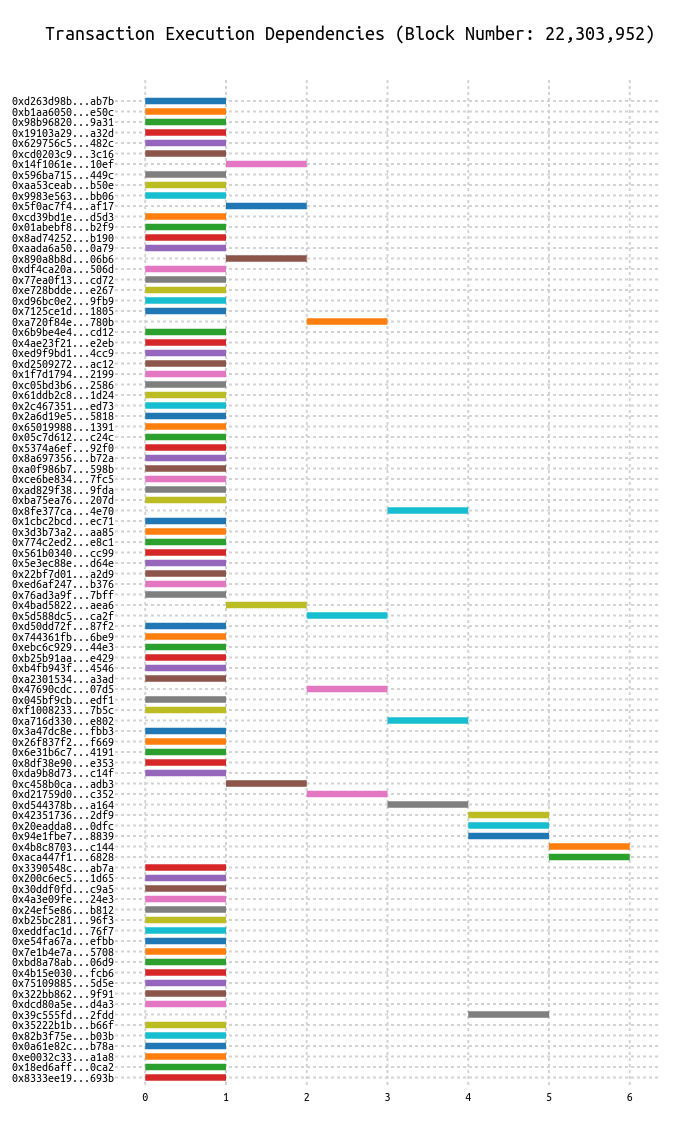 Transaction Execution Dependencies (Block Number: 22,303,952)
0xd263d98b...ab7b
0xb1aa6050...e50c
0x98b96820...9a31
0x19103a29...a32d
0x629756c5...482c
0xcd0203c9...3c16
0x14f1061e...10ef
0x596ba715...449c
0xaa53ceab...b50e
0x9983e563...bb06
0x5f0ac7f4...af17
0xcd39bd1e...d5d3
0x01abebf8...b2f9
0x8ad74252...b190
0xaada6a50...0a79
0x890a8b8d...06b6
0xdf4ca20a...506d
0x77ea0f13...cd72
0xe728bdde...e267
0xd96bc0e2...9fb9
0x7125ce1d...1805
0xa720f84e...780b
0x6b9be4e4...cd12
0x4ae23f21...e2eb
0xed9f9bd1...4cc9
0xd2509272...ac12
0x1f7d1794...2199
0xc05bd3b6...2586
0x61ddb2c8...1d24
0x2c467351...ed73
0x2a6d19e5...5818
0x65019988...1391
0x05c7d612...c24c
0x5374a6ef...92f0
0x8a697356...b72a
0xa0f986b7...598b
0xce6be834...7fc5
0xad829f38...9fda
0xba75ea76...207d
0x8fe377ca...4e70
0x1cbc2bcd...ec71
0x3d3b73a2...aa85
0x774c2ed2...e8c1
0x561b0340...cc99
0x5e3ec88e...d64e
0x22bf7d01...a2d9
0xed6af247...b376
0x76ad3a9f...7bff
0x4bad5822...aea6
0x5d588dc5...ca2f
0xd50dd72f...87f2
0x744361fb...6be9
0xebc6c929...44e3
0xb25b91aa...e429
0xb4fb943f...4546
0xa2301534...a3ad
0x47690cdc...07d5
0x045bf9cb...edf1
0xf1008233...7b5c
0xa716d330...e802
0x3a47dc8e...fbb3
0x26f837f2...f669
0x6e31b6c7...4191
0x8df38e90...e353
0xda9b8d73...c14f
0xc458b0ca...adb3
0xd21759d0...c352
0xd544378b...a164
0x42351736...2df9
0x20eadda8...0dfc
0x94e1fbe7...8839
0x4b8c8703...c144
0xaca447f1...6828
0x3390548c...ab7a
0x200c6ec5...1d65
0x30ddf0fd...c9a5
0x4a3e09fe...24e3
0x24ef5e86...b812
0xb25bc281...96f3
0xeddfac1d...76f7
0xe54fa67a...efbb
0x7e1b4e7a...5708
0xbd8a78ab...06d9
0x4b15e030...fcb6
0x75109885...5d5e
0x322bb862...9f91
0xdcd80a5e...d4a3
0x39c555fd...2fdd
0x35222b1b...b66f
0x82b3f75e...b03b
0x0a61e82c...b78a
0xe0032c33...a1a8
0x18ed6aff...0ca2
0x8333ee19...693b
0 1 2 3 4 5 6